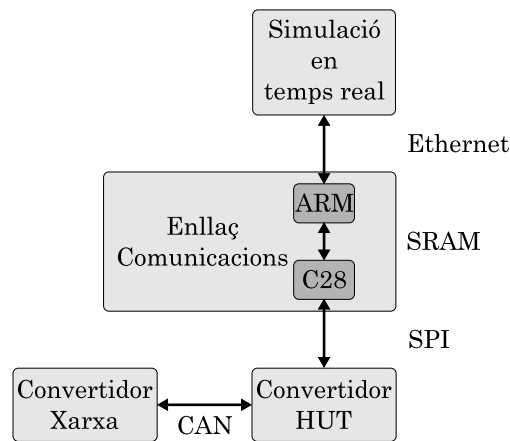 Simulació
en
temps real
Ethernet
ARM
Enllaç
Comunicacions
SRAM
C28
SPI
Convertidor
Xarxa
CAN
Convertidor
HUT